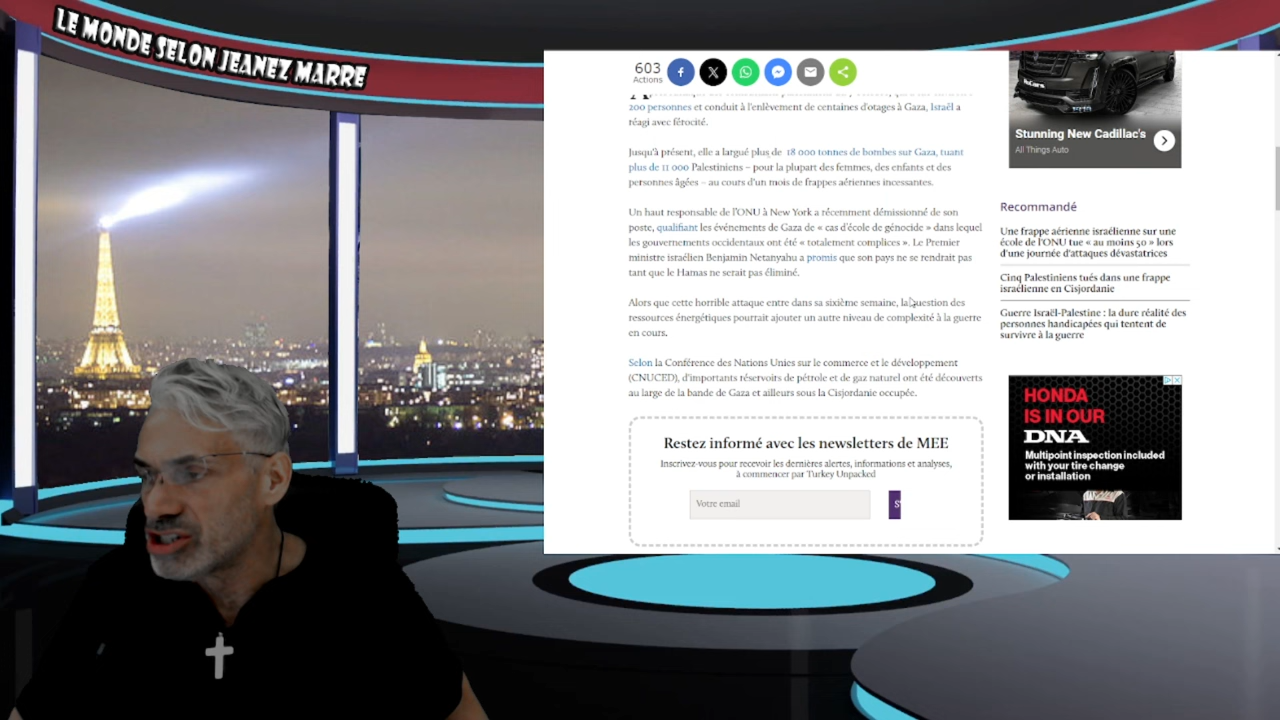 LE MONDE SELON JEANEZ MARRE
603
Actions
200 personnes et conduit à l'enlèvement de centaines d'otages à Gaza, Israël a
réagi avec férocité.
Jusqu'à présent, elle a largué plus de 18 000 tonnes de bombes sur Gaza, tuant
plus de 11 000 Palestiniens – pour la plupart des femmes, des enfants et des
personnes âgées – au cours d'un mois de frappes aériennes incessantes.
Un haut responsable de l'ONU à New York a récemment démissionné de son
poste, qualifiant les événements de Gaza de « cas d'école de génocide » dans lequel
les gouvernements occidentaux ont été « totalement complices ». Le Premier
ministre israélien Benjamin Netanyahu a promis que son pays ne se rendrait pas
tant que le Hamas ne serait pas éliminé.
Alors que cette horrible attaque entre dans sa sixième semaine, la question des
ressources énergétiques pourrait ajouter un autre niveau de complexité à la guerre
en cours.
Selon la Conférence des Nations Unies sur le commerce et le développement
(CNUCED), d'importants réservoirs de pétrole et de gaz naturel ont été découverts
au large de la bande de Gaza et ailleurs sous la Cisjordanie occupée.
Restez informé avec les newsletters de MEE
Inscrivez-vous pour recevoir les dernières alertes, informations et analyses,
à commencer par Turkey Unpacked
Votre email
S
Stunning New Cadillac's
All Things Auto
Recommandé
Une frappe aérienne israélienne sur une
école de l'ONU tue « au moins 50 » lors
d'une journée d'attaques dévastatrices
Cinq Palestiniens tués dans une frappe
israélienne en Cisjordanie
Guerre Israël-Palestine : la dure réalité des
personnes handicapées qui tentent de
survivre à la guerre
HONDA
IS IN OUR
DNA
Multipoint inspection included
with your tire change
or installation